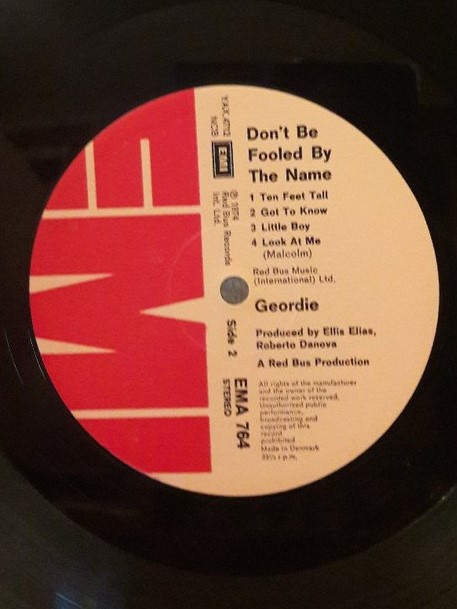 EMI
YAX.4712
NCB
EMI
℗ 1974
Red Bus Records
Int. Ltd.
Side 2
EMA 764
STEREO
Don't Be
Fooled By
The Name
1 Ten Feet Tall
2 Got To Know
3 Little Boy
4 Look At Me
(Malcolm)
Red Bus Music
(International) Ltd.
Geordie
Produced by Ellis Elias,
Roberto Danova
A Red Bus Production
All rights of the manufacturer
and the owner of the
recorded work reserved.
Unauthorized public
performance,
broadcasting and
copying of this
record
prohibited
Made in Denmark
33⅓ r.p.m.